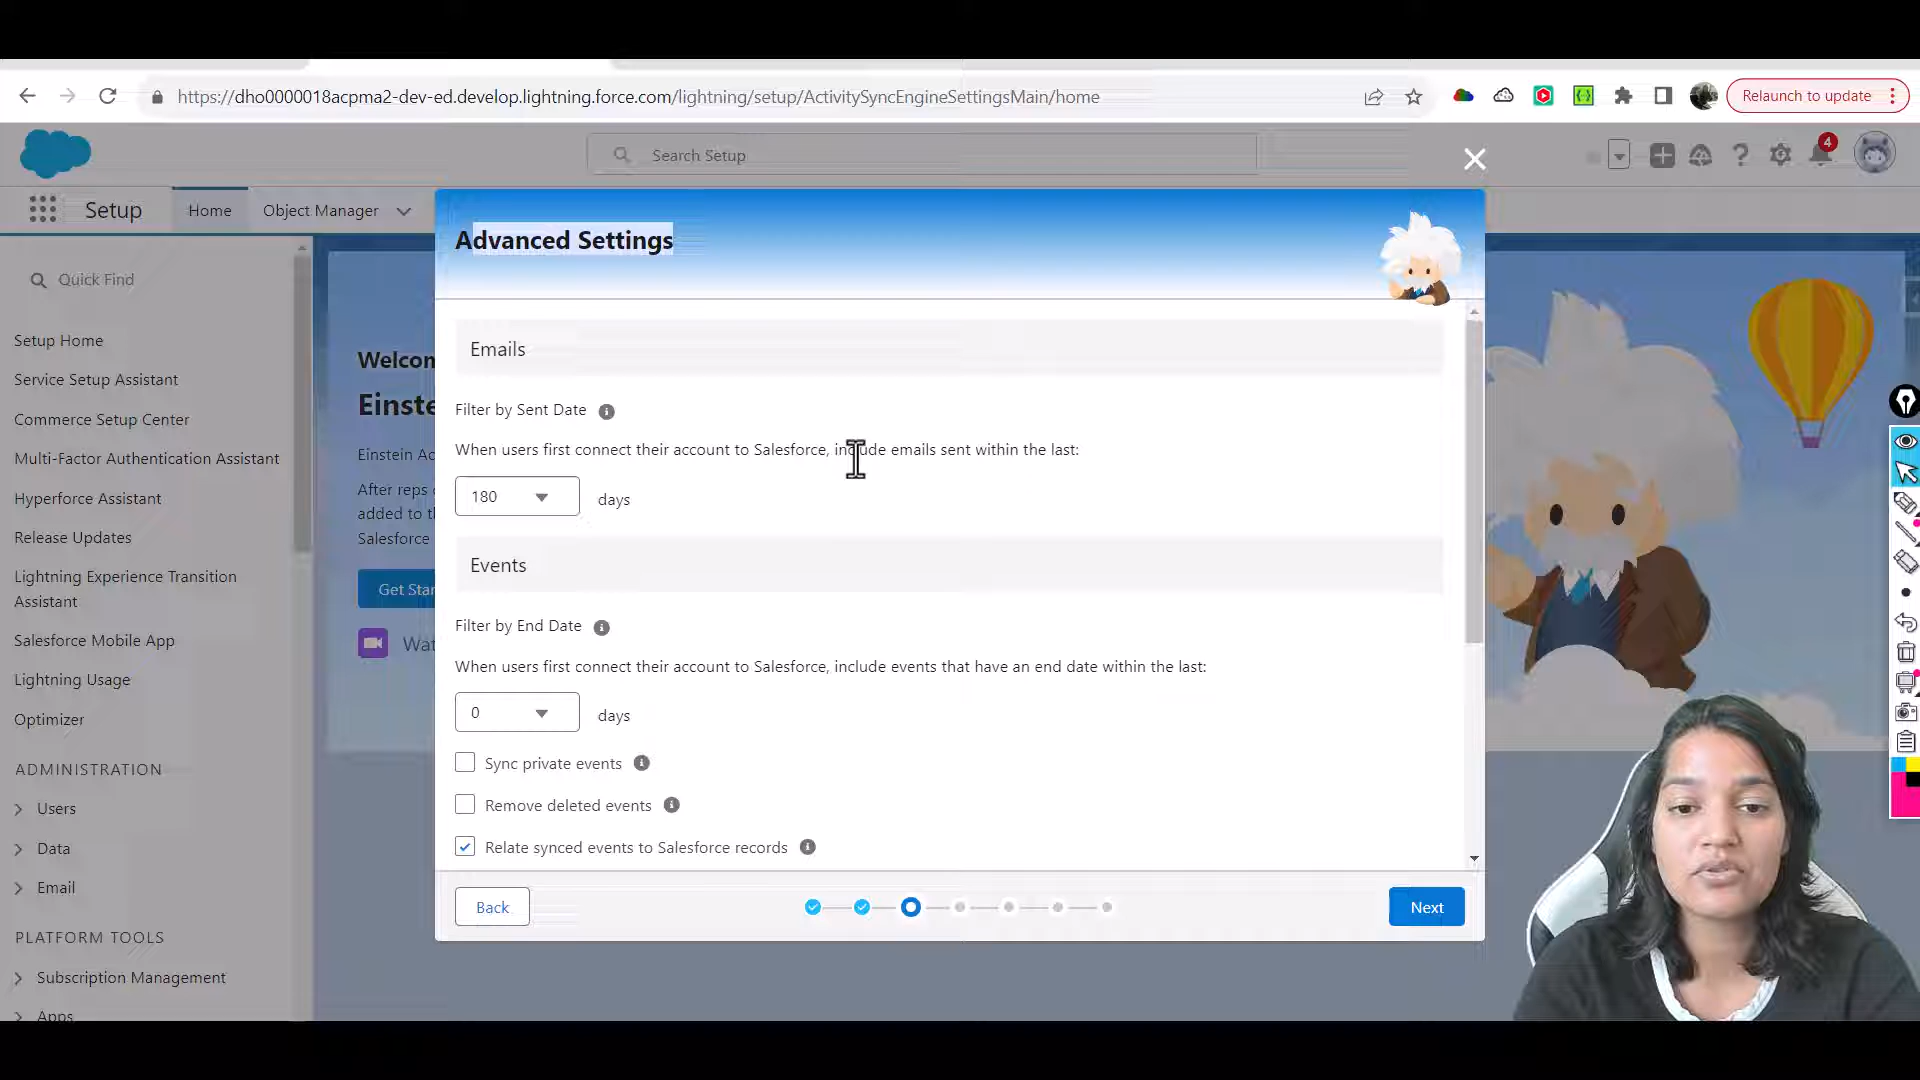 https://dho0000018acpma2-dev-ed.develop.lightning.force.com/lightning/setup/ActivitySyncEngineSettingsMain/home
Relaunch to update
Search Setup
4
Setup
Home
Object Manager
Quick Find
Setup Home
Service Setup Assistant
Commerce Setup Center
Multi-Factor Authentication Assistant
Hyperforce Assistant
Release Updates
Lightning Experience Transition
Assistant
Salesforce Mobile App
Lightning Usage
Optimizer
ADMINISTRATION
Users
Data
Email
PLATFORM TOOLS
Subscription Management
Apps
Welcom
Einste
Einstein Ac
After reps
added to t
Salesforce
Get Star
Wat
Advanced Settings
Emails
Filter by Sent Date
When users first connect their account to Salesforce, include emails sent within the last:
180 days
Events
Filter by End Date
When users first connect their account to Salesforce, include events that have an end date within the last:
0 days
Sync private events
Remove deleted events
Relate synced events to Salesforce records
Back
Next